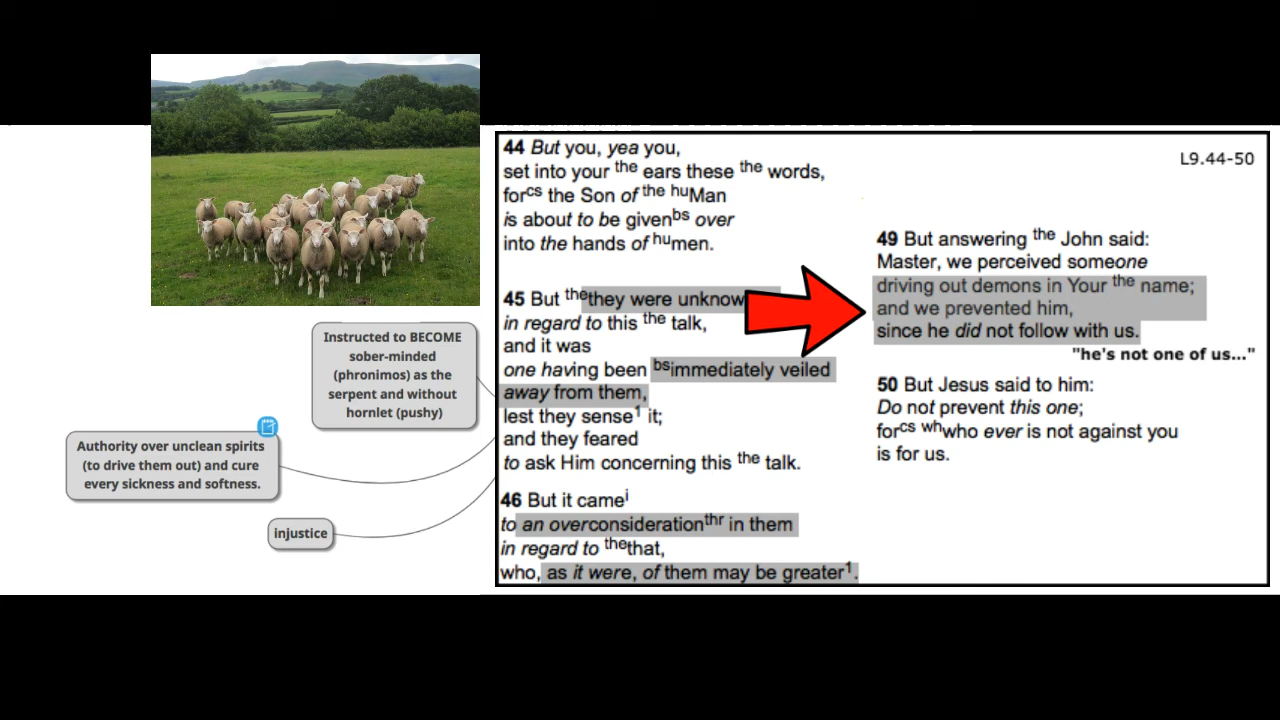 44 But you, yea you,
set into your the ears these the words,
forcs the Son of the huMan
is about to be givenbs over
into the hands of humen.
45 But thethey were unknow
in regard to this the talk,
and it was
one having been bsimmediately veiled
away from them,
lest they sense1 it;
and they feared
to ask Him concerning this the talk.
46 But it camei
to an overconsiderationthr in them
in regard to thethat,
who, as it were, of them may be greater1.
L9.44-50
49 But answering the John said:
Master, we perceived someone
driving out demons in Your the name;
and we prevented him,
since he did not follow with us.
"he's not one of us..."
50 But Jesus said to him:
Do not prevent this one;
forcs whwho ever is not against you
is for us.
Instructed to BECOME
sober-minded
(phronimos) as the
serpent and without
hornlet (pushy)
Authority over unclean spirits
(to drive them out) and cure
every sickness and softness.
injustice